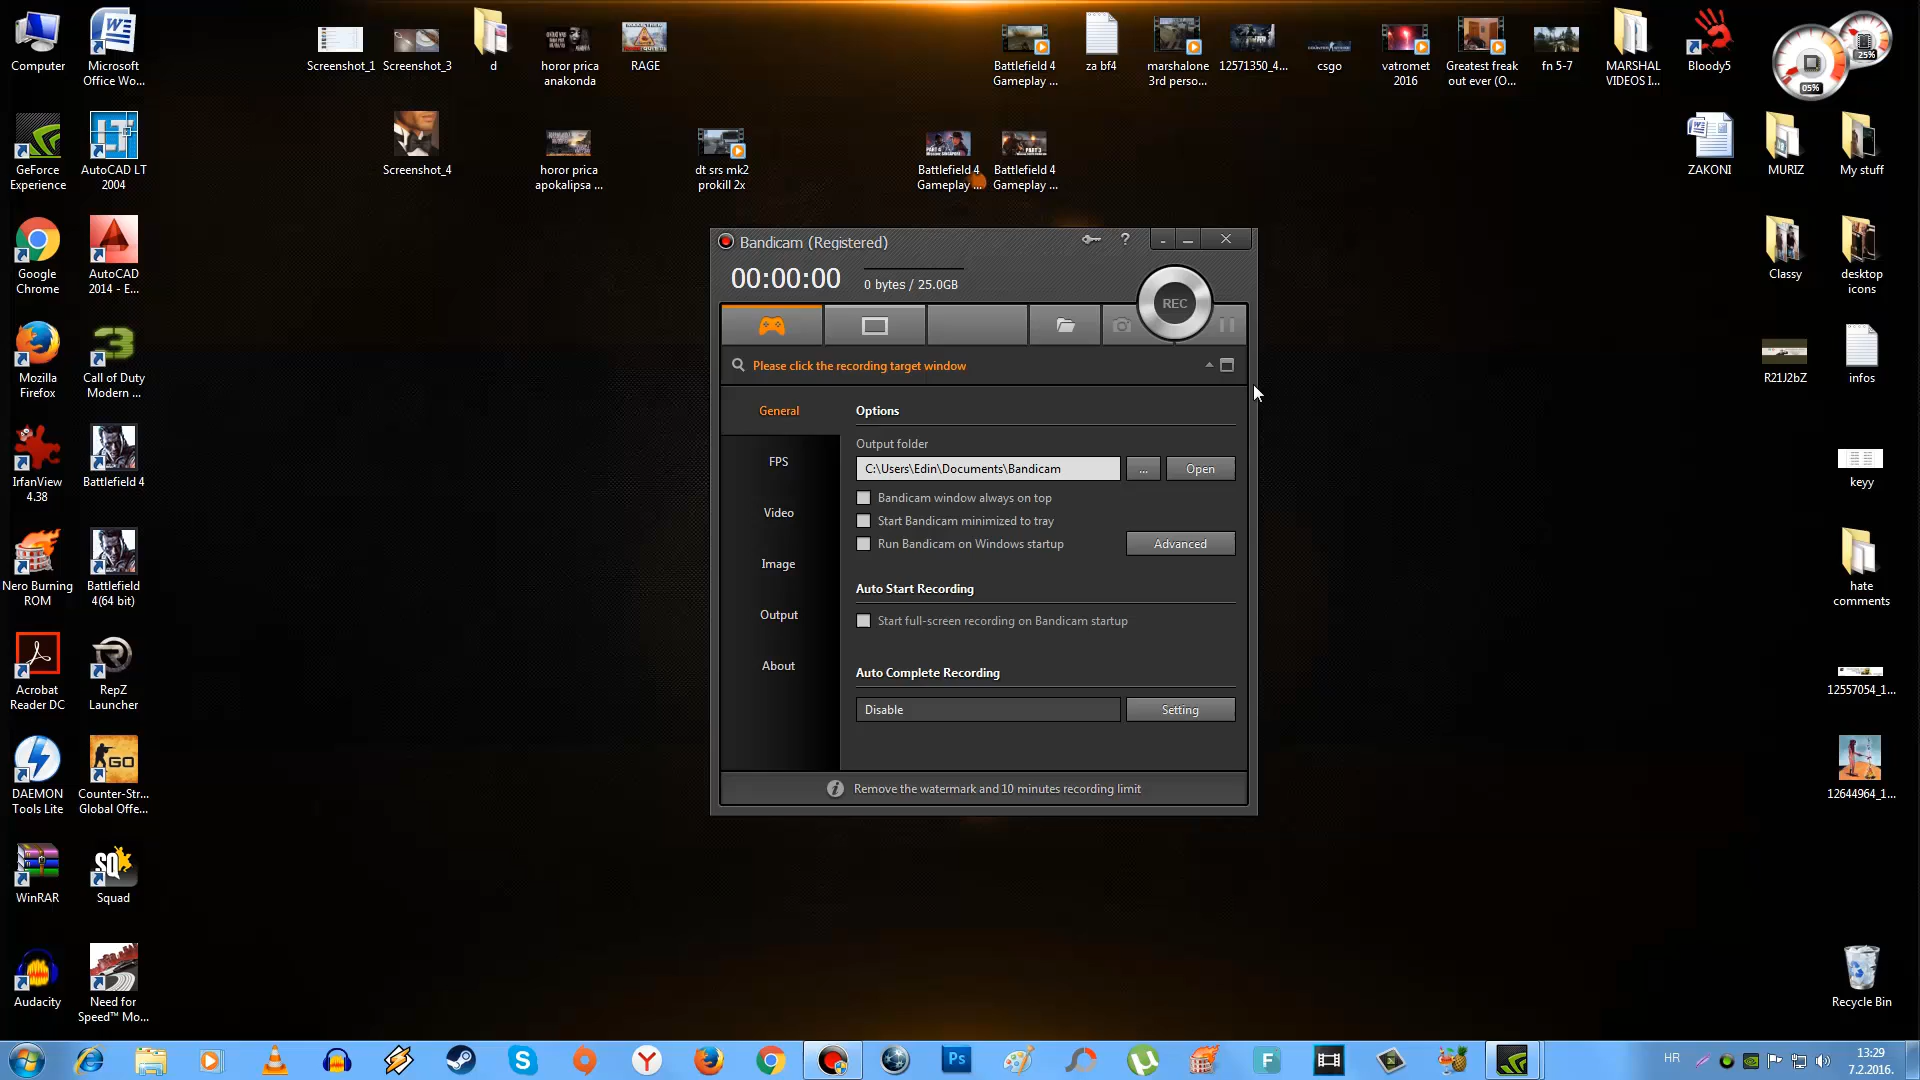 Computer
Microsoft
Office Wo...
Screenshot_1
Screenshot_3
d
horor prica
anakonda
RAGE
Battlefield 4
Gameplay ...
za bf4
marshalone
3rd perso...
12571350_4...
csgo
vatromet
2016
Greatest freak
out ever (O...
fn 5-7
MARSHAL
VIDEOS I...
Bloody5
05%
25%
GeForce
Experience
AutoCAD LT
2004
Screenshot_4
horor prica
apokalipsa ...
dt srs mk2
prokill 2x
Battlefield 4
Gameplay ...
Battlefield 4
Gameplay ...
ZAKONI
MURIZ
My stuff
Google
Chrome
AutoCAD
2014 - E...
Classy
desktop
icons
Mozilla
Firefox
Call of Duty
Modern ...
R21J2bZ
infos
IrfanView
4.38
Battlefield 4
keyy
Nero Burning
ROM
Battlefield
4(64 bit)
hate
comments
Acrobat
Reader DC
RepZ
Launcher
12557054_1...
DAEMON
Tools Lite
Counter-Str...
Global Offe...
12644964_1...
WinRAR
Squad
Audacity
Need for
Speed™ Mo...
Recycle Bin
Bandicam (Registered)
?
00:00:00
0 bytes / 25.0GB
REC
Please click the recording target window
General
FPS
Video
Image
Output
About
Options
Output folder
C:\Users\Edin\Documents\Bandicam
...
Open
Bandicam window always on top
Start Bandicam minimized to tray
Run Bandicam on Windows startup
Advanced
Auto Start Recording
Start full-screen recording on Bandicam startup
Auto Complete Recording
Disable
Setting
Remove the watermark and 10 minutes recording limit
HR
13:29
7.2.2016.